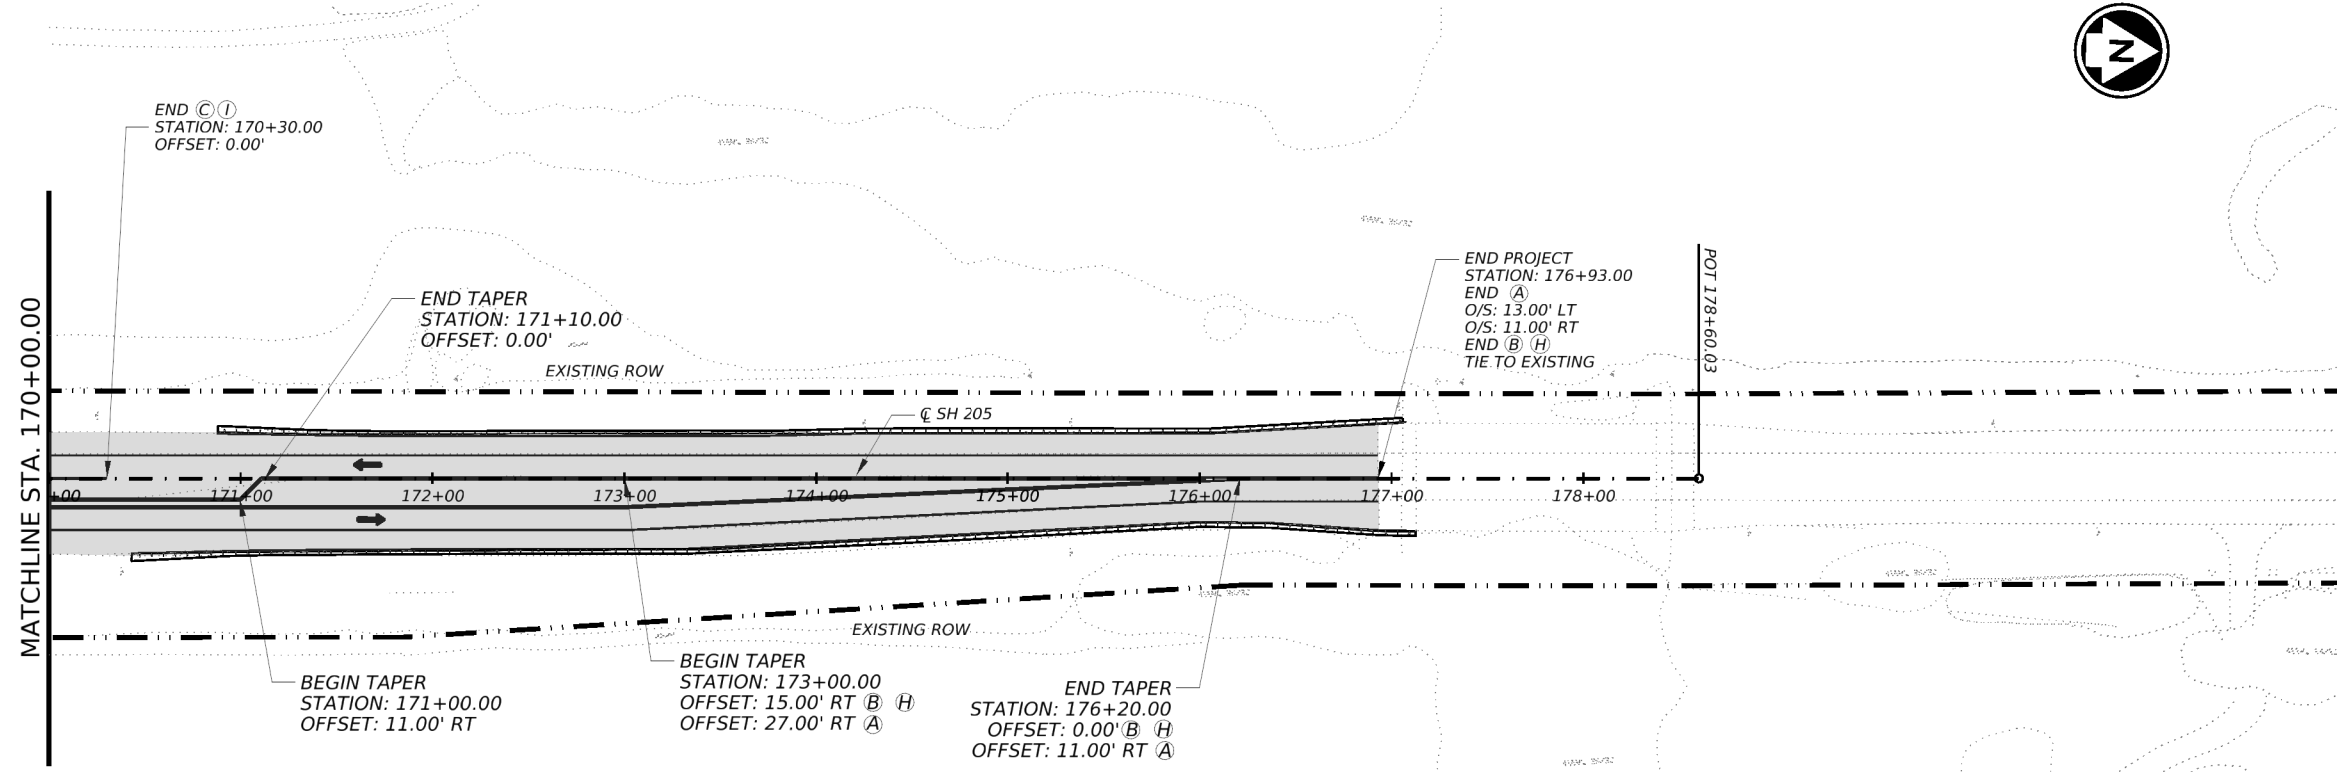 N
END Ⓒ Ⓘ
STATION: 170+30.00
OFFSET: 0.00'
END TAPER
STATION: 171+10.00
OFFSET: 0.00'
EXISTING ROW
℄ SH 205
END PROJECT
STATION: 176+93.00
END Ⓐ
O/S: 13.00' LT
O/S: 11.00' RT
END Ⓑ Ⓗ
TIE TO EXISTING
POT 178+60.03
MATCHLINE STA. 170+00.00
+00 171+00 172+00 173+00 174+00 175+00 176+00 177+00 178+00
EXISTING ROW
BEGIN TAPER
STATION: 171+00.00
OFFSET: 11.00' RT
BEGIN TAPER
STATION: 173+00.00
OFFSET: 15.00' RT Ⓑ Ⓗ
OFFSET: 27.00' RT Ⓐ
END TAPER
STATION: 176+20.00
OFFSET: 0.00' Ⓑ Ⓗ
OFFSET: 11.00' RT Ⓐ